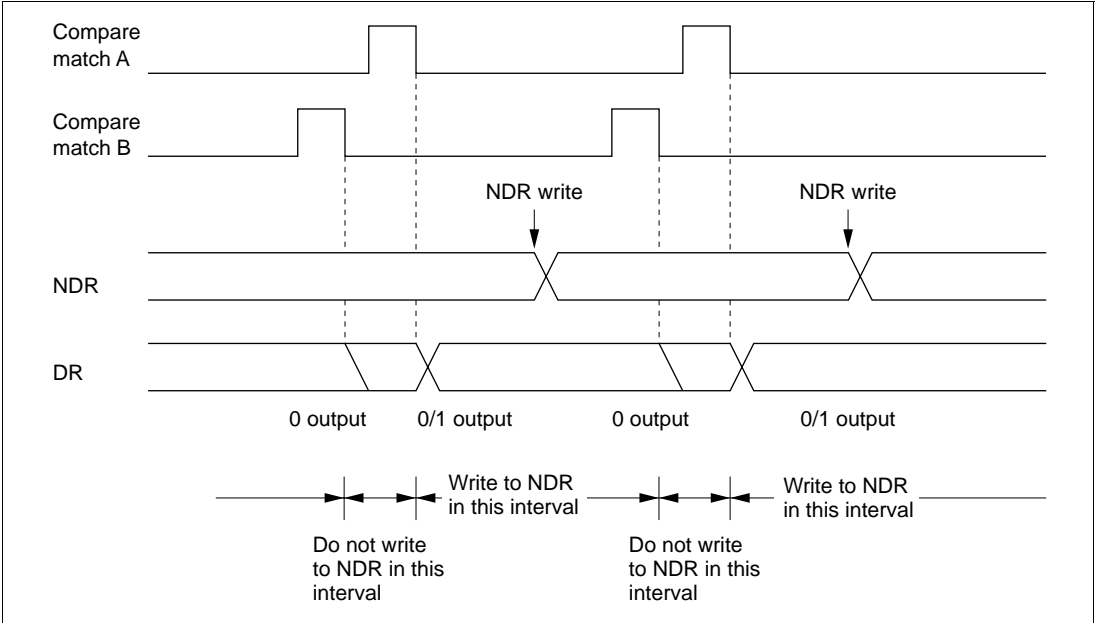 Compare
match A
Compare
match B
NDR write
NDR write
NDR
DR
0 output
0/1 output
0 output
0/1 output
Write to NDR
in this interval
Write to NDR
in this interval
Do not write
to NDR in this
interval
Do not write
to NDR in this
interval